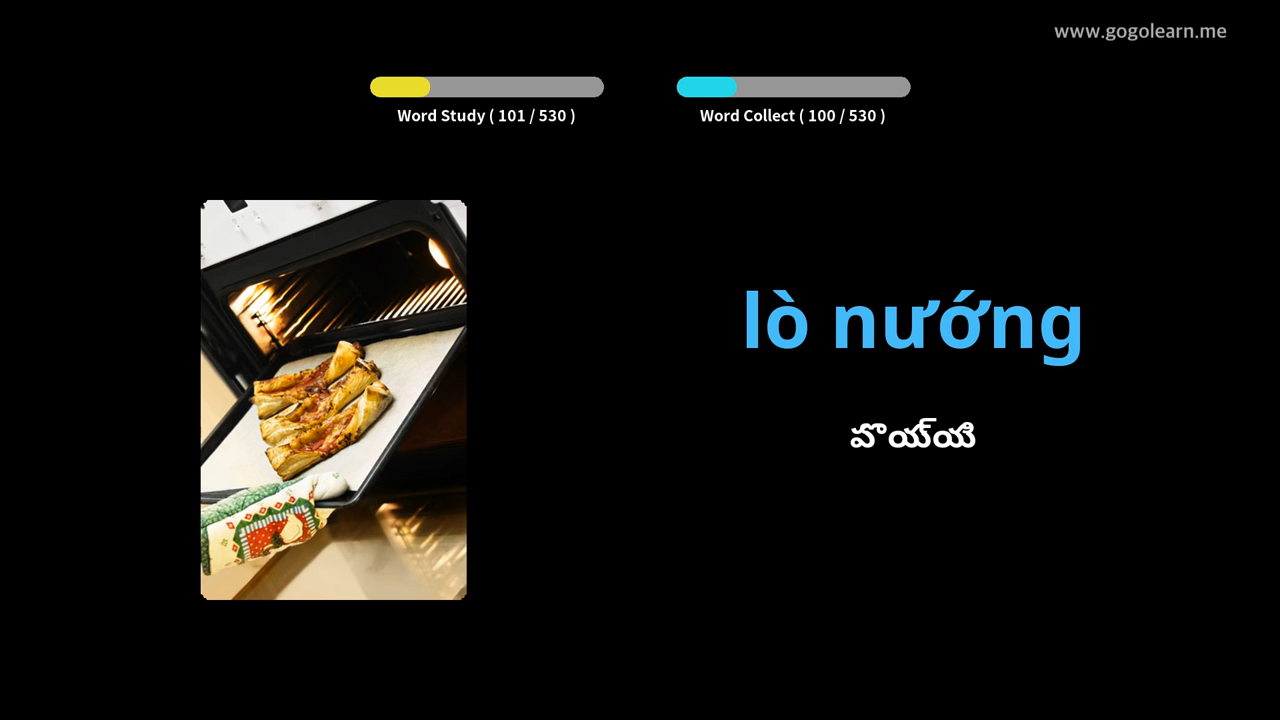 www.gogolearn.me
Word Study ( 101 / 530 )
Word Collect ( 100 / 530 )
lò nướng
పొయ్యి